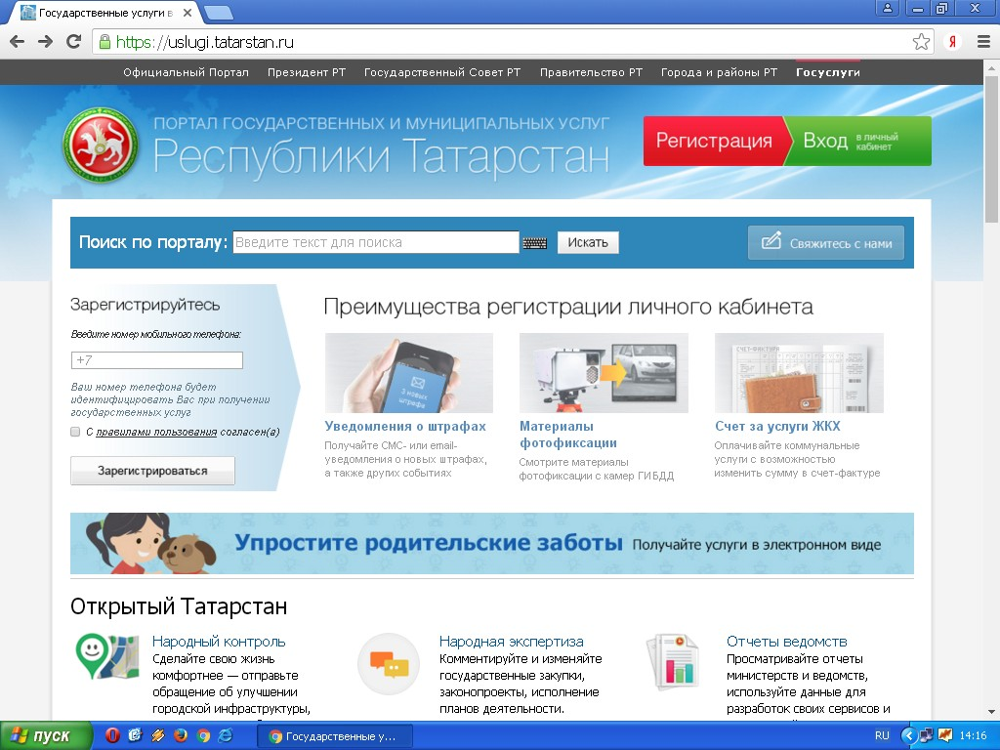 Государственные услуги в
https://uslugi.tatarstan.ru
Я
Официальный Портал Президент РТ Государственный Совет РТ Правительство РТ Города и районы РТ Госуслуги
ПОРТАЛ ГОСУДАРСТВЕННЫХ И МУНИЦИПАЛЬНЫХ УСЛУГ
Республики Татарстан
Регистрация
Вход
в личный
кабинет
Поиск по порталу: Введите текст для поиска Искать
Свяжитесь с нами
Зарегистрируйтесь
Введите номер мобильного телефона:
+7
Ваш номер телефона будет
идентифицировать Вас при получении
государственных услуг
С правилами пользования согласен(а)
Зарегистрироваться
Преимущества регистрации личного кабинета
3 новых
штрафа
Уведомления о штрафах
Получайте СМС- или email-
уведомления о новых штрафах,
а также других событиях
Материалы
фотофиксации
Смотрите материалы
фотофиксации с камер ГИБДД
СЧЕТ-ФАКТУРА
Счет за услуги ЖКХ
Оплачивайте коммунальные
услуги с возможностью
изменить сумму в счет-фактуре
Упростите родительские заботы Получайте услуги в электронном виде
Открытый Татарстан
Народный контроль
Сделайте свою жизнь
комфортнее — отправьте
обращение об улучшении
городской инфраструктуры,
Народная экспертиза
Комментируйте и изменяйте
государственные закупки,
законопроекты, исполнение
планов деятельности.
Отчеты ведомств
Просматривайте отчеты
министерств и ведомств,
используйте данные для
разработок своих сервисов и
пуск
Государственные у...
RU
14:16